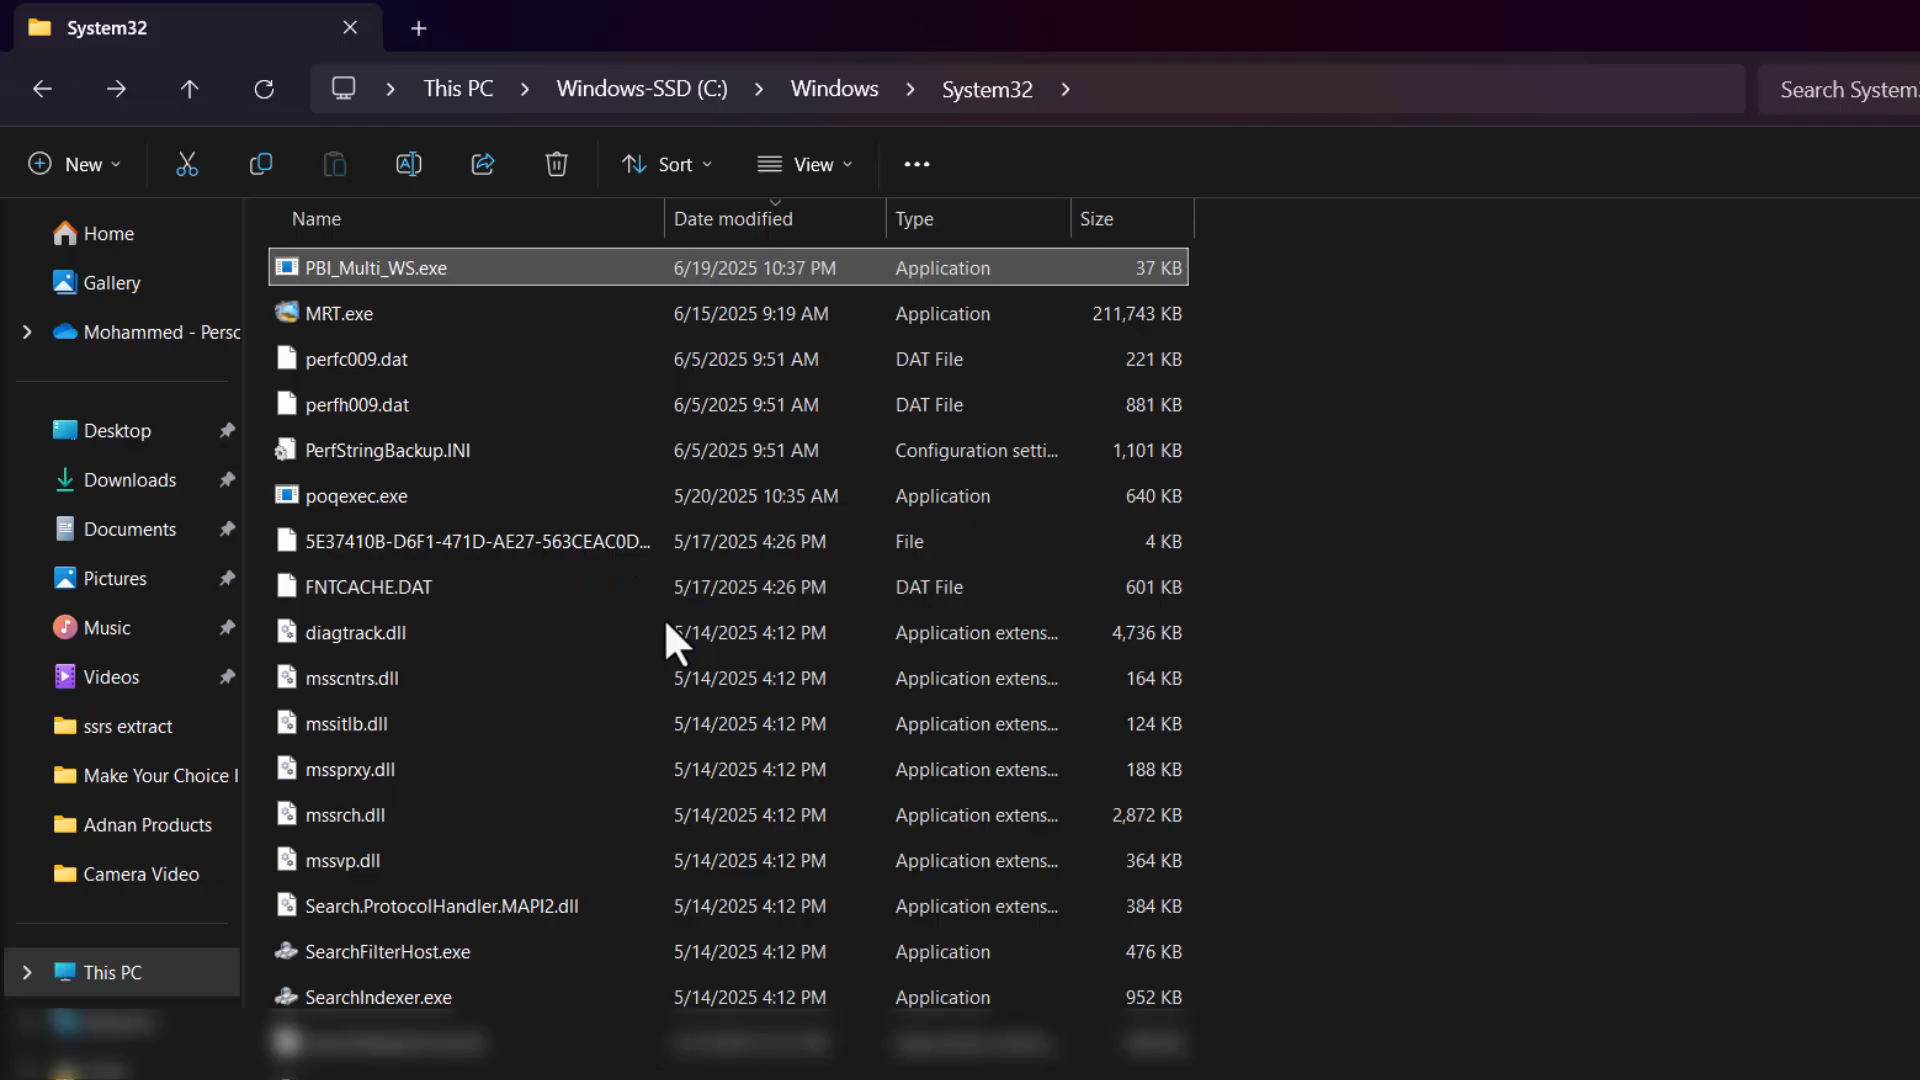 System32
This PC > Windows-SSD (C:) > Windows > System32 >
Search System3
New
Sort
View
Name Date modified Type Size
Home
Gallery
Mohammed - Persc
Desktop
Downloads
Documents
Pictures
Music
Videos
ssrs extract
Make Your Choice I
Adnan Products
Camera Video
This PC
PBI_Multi_WS.exe 6/19/2025 10:37 PM Application 37 KB
MRT.exe 6/15/2025 9:19 AM Application 211,743 KB
perfc009.dat 6/5/2025 9:51 AM DAT File 221 KB
perfh009.dat 6/5/2025 9:51 AM DAT File 881 KB
PerfStringBackup.INI 6/5/2025 9:51 AM Configuration setti... 1,101 KB
poqexec.exe 5/20/2025 10:35 AM Application 640 KB
5E37410B-D6F1-471D-AE27-563CEAC0D... 5/17/2025 4:26 PM File 4 KB
FNTCACHE.DAT 5/17/2025 4:26 PM DAT File 601 KB
diagtrack.dll 5/14/2025 4:12 PM Application extens... 4,736 KB
msscntrs.dll 5/14/2025 4:12 PM Application extens... 164 KB
mssitlb.dll 5/14/2025 4:12 PM Application extens... 124 KB
mssprxy.dll 5/14/2025 4:12 PM Application extens... 188 KB
mssrch.dll 5/14/2025 4:12 PM Application extens... 2,872 KB
mssvp.dll 5/14/2025 4:12 PM Application extens... 364 KB
Search.ProtocolHandler.MAPI2.dll 5/14/2025 4:12 PM Application extens... 384 KB
SearchFilterHost.exe 5/14/2025 4:12 PM Application 476 KB
SearchIndexer.exe 5/14/2025 4:12 PM Application 952 KB